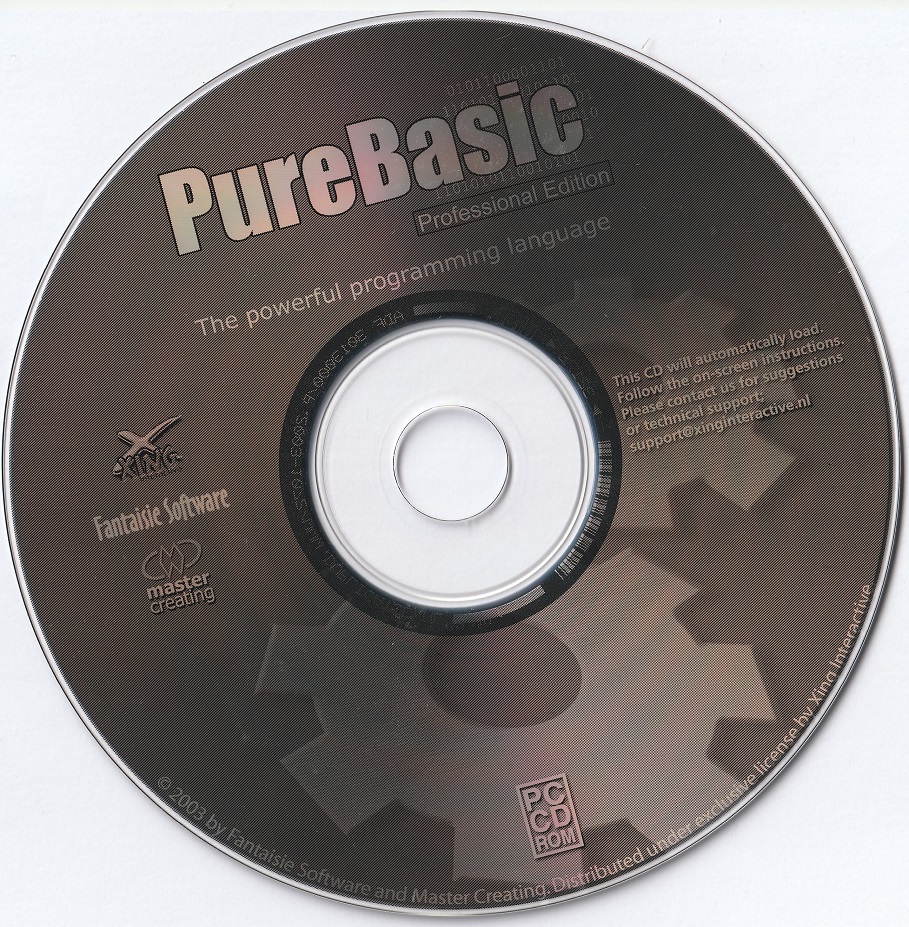 PureBasic
Professional Edition
The powerful programming language
This CD will automatically load.
Follow the on-screen instructions.
Please contact us for suggestions
or technical support;
support@xinginteractive.nl
XING
Fantaisie Software
master
creating
PC
CD
ROM
© 2003 by Fantaisie Software and Master Creating. Distributed under exclusive license by Xing Interactive